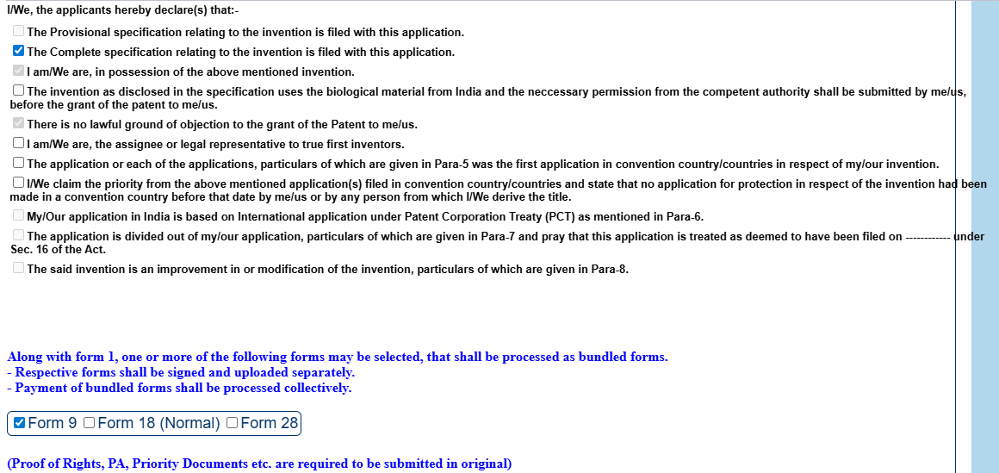 I/We, the applicants hereby declare(s) that:-
The Provisional specification relating to the invention is filed with this application.
The Complete specification relating to the invention is filed with this application.
I am/We are, in possession of the above mentioned invention.
The invention as disclosed in the specification uses the biological material from India and the neccessary permission from the competent authority shall be submitted by me/us,
before the grant of the patent to me/us.
There is no lawful ground of objection to the grant of the Patent to me/us.
I am/We are, the assignee or legal representative to true first inventors.
The application or each of the applications, particulars of which are given in Para-5 was the first application in convention country/countries in respect of my/our invention.
I/We claim the priority from the above mentioned application(s) filed in convention country/countries and state that no application for protection in respect of the invention had been
made in a convention country before that date by me/us or by any person from which I/We derive the title.
My/Our application in India is based on International application under Patent Corporation Treaty (PCT) as mentioned in Para-6.
The application is divided out of my/our application, particulars of which are given in Para-7 and pray that this application is treated as deemed to have been filed on ------------ under
Sec. 16 of the Act.
The said invention is an improvement in or modification of the invention, particulars of which are given in Para-8.
Along with form 1, one or more of the following forms may be selected, that shall be processed as bundled forms.
- Respective forms shall be signed and uploaded separately.
- Payment of bundled forms shall be processed collectively.
Form 9 Form 18 (Normal) Form 28
(Proof of Rights, PA, Priority Documents etc. are required to be submitted in original)